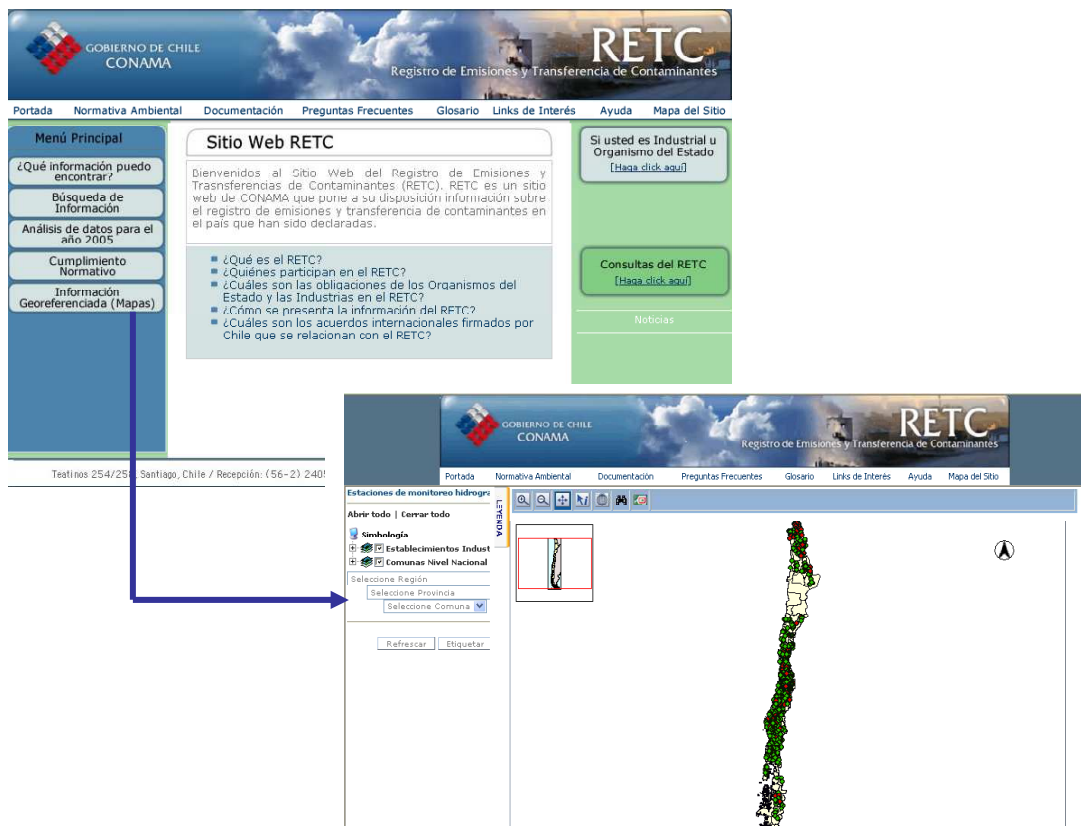 GOBIERNO DE CHILE
CONAMA
RETC
Registro de Emisiones y Transferencia de Contaminantes
Portada Normativa Ambiental Documentación Preguntas Frecuentes Glosario Links de Interés Ayuda Mapa del Sitio
Menú Principal
¿Qué información puedo
encontrar?
Búsqueda de
Información
Análisis de datos para el
año 2005
Cumplimiento
Normativo
Información
Georeferenciada (Mapas)
Sitio Web RETC
Bienvenidos al Sitio Web del Registro de Emisiones y
Trasnsferencias de Contaminantes (RETC). RETC es un sitio
web de CONAMA que pone a su disposición información sobre
el registro de emisiones y transferencia de contaminantes en
el país que han sido declaradas.
¿Qué es el RETC?
¿Quiénes participan en el RETC?
¿Cuáles son las obligaciones de los Organismos del
Estado y las Industrias en el RETC?
¿Cómo se presenta la información del RETC?
¿Cuáles son los acuerdos internacionales firmados por
Chile que se relacionan con el RETC?
Si usted es Industrial u
Organismo del Estado
[Haga click aquí]
Consultas del RETC
[Haga click aquí]
Noticias
Teatinos 254/258, Santiago, Chile / Recepción: (56-2) 2405
GOBIERNO DE CHILE
CONAMA
RETC
Registro de Emisiones y Transferencia de Contaminantes
Portada Normativa Ambiental Documentación Preguntas Frecuentes Glosario Links de Interés Ayuda Mapa del Sitio
Estaciones de monitoreo hidrogra
LEYENDA
Abrir todo | Cerrar todo
Simbología
Establecimientos Indust
Comunas Nivel Nacional
Seleccione Región
Seleccione Provincia
Seleccione Comuna
Refrescar Etiquetar